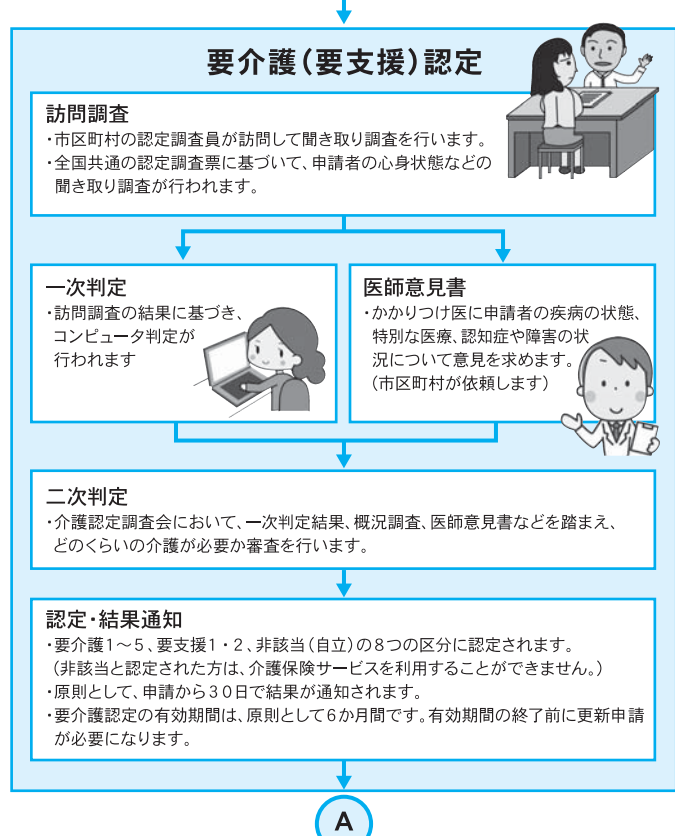 要介護（要支援）認定
訪問調査
・市区町村の認定調査員が訪問して聞き取り調査を行います。
・全国共通の認定調査票に基づいて、申請者の心身状態などの
聞き取り調査が行われます。
一次判定
・訪問調査の結果に基づき、
コンピュータ判定が
行われます
医師意見書
・かかりつけ医に申請者の疾病の状態、
特別な医療、認知症や障害の状
況について意見を求めます。
（市区町村が依頼します）
二次判定
・介護認定調査会において、一次判定結果、概況調査、医師意見書などを踏まえ、
どのくらいの介護が必要か審査を行います。
認定・結果通知
・要介護1～5、要支援1・2、非該当（自立）の8つの区分に認定されます。
（非該当と認定された方は、介護保険サービスを利用することができません。）
・原則として、申請から30日で結果が通知されます。
・要介護認定の有効期間は、原則として6か月間です。有効期間の終了前に更新申請
が必要になります。
A